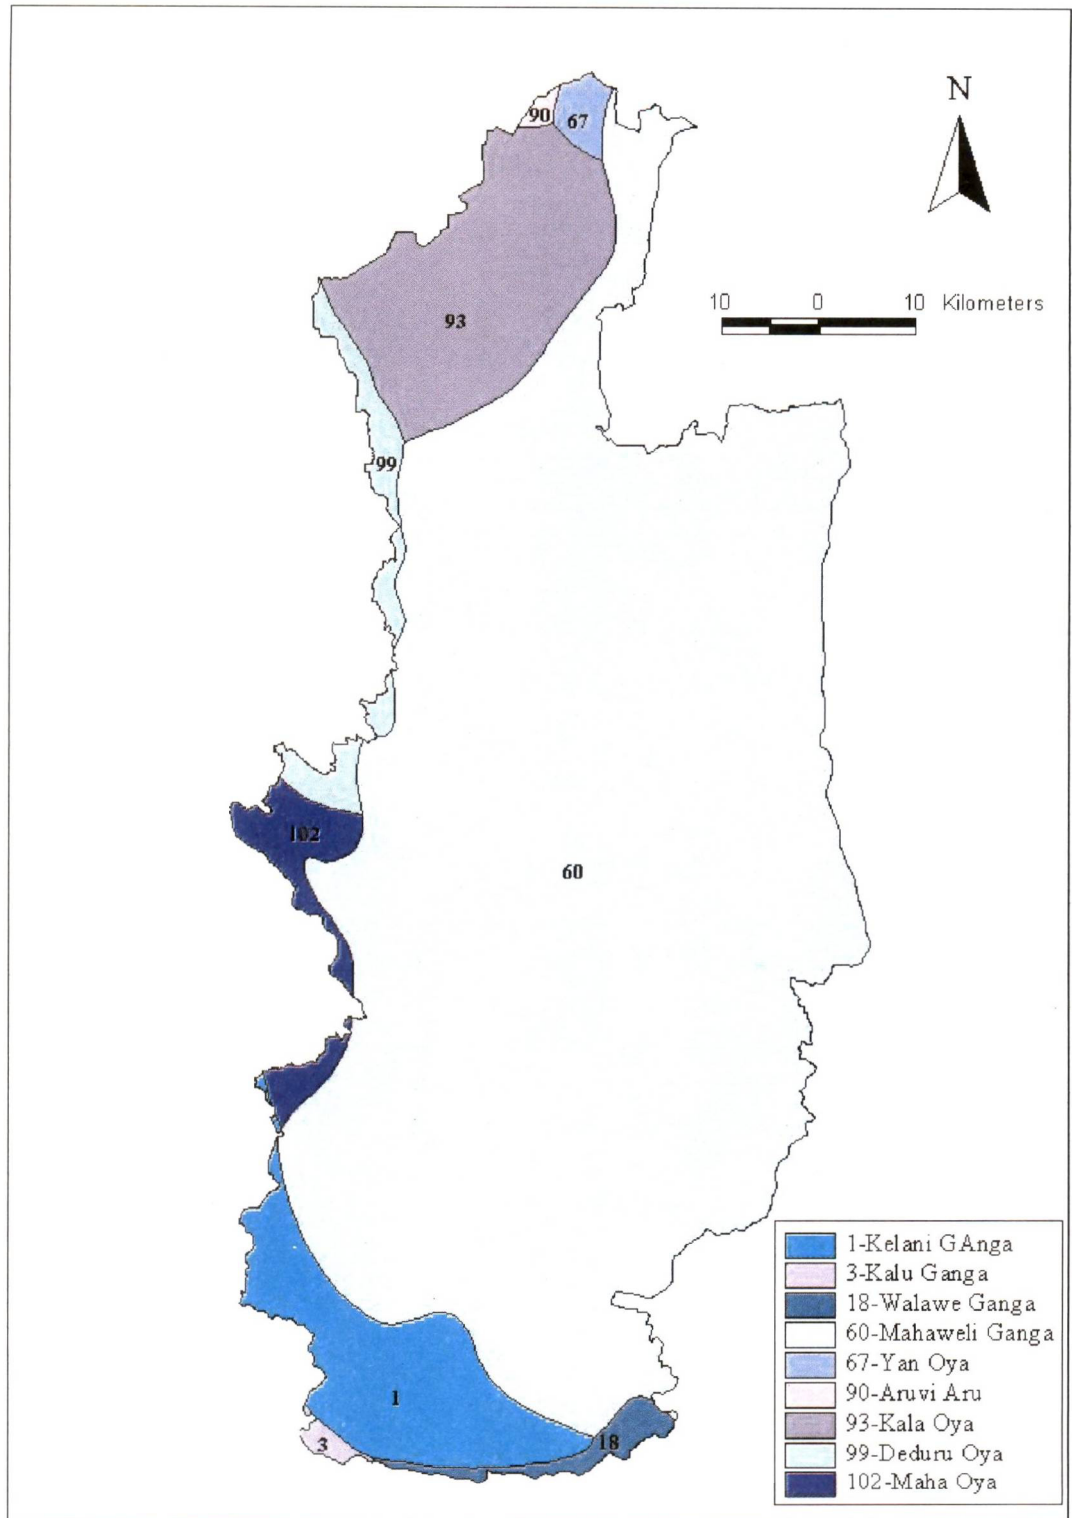 N
90
67
10 0 10 Kilometers
93
99
102
60
1
3
18
1-Kelani GAnga
3-Kalu Ganga
18-Walawe Ganga
60-Mahaweli Ganga
67-Yan Oya
90-Aruvi Aru
93-Kala Oya
99-Deduru Oya
102-Maha Oya